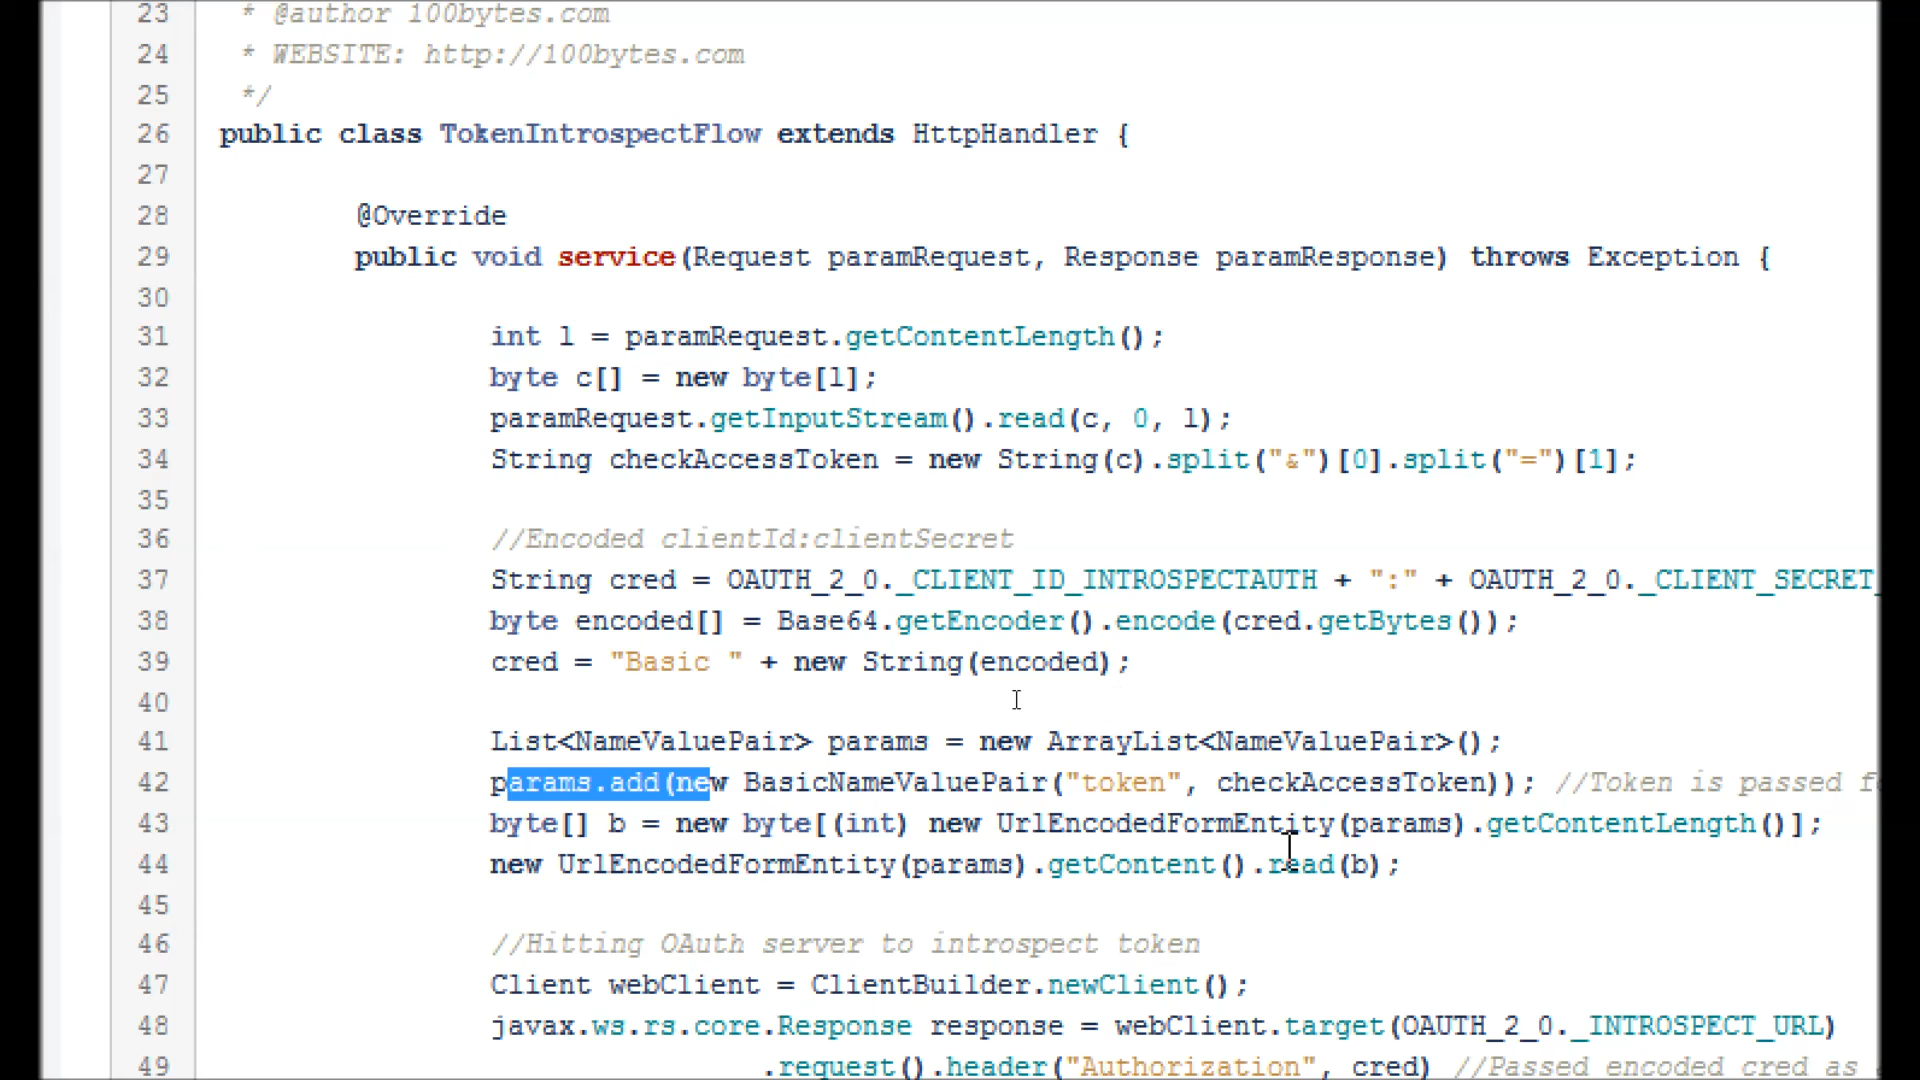 23 * @author 100bytes.com
24 * WEBSITE: http://100bytes.com
25 */
26 public class TokenIntrospectFlow extends HttpHandler {
27
28 @Override
29 public void service(Request paramRequest, Response paramResponse) throws Exception {
30
31 int l = paramRequest.getContentLength();
32 byte c[] = new byte[l];
33 paramRequest.getInputStream().read(c, 0, l);
34 String checkAccessToken = new String(c).split("&")[0].split("=")[1];
35
36 //Encoded clientId:clientSecret
37 String cred = OAUTH_2_0._CLIENT_ID_INTROSPECTAUTH + ":" + OAUTH_2_0._CLIENT_SECRET_
38 byte encoded[] = Base64.getEncoder().encode(cred.getBytes());
39 cred = "Basic " + new String(encoded);
40
41 List<NameValuePair> params = new ArrayList<NameValuePair>();
42 params.add(new BasicNameValuePair("token", checkAccessToken)); //Token is passed
43 byte[] b = new byte[(int) new UrlEncodedFormEntity(params).getContentLength()];
44 new UrlEncodedFormEntity(params).getContent().read(b);
45
46 //Hitting OAuth server to introspect token
47 Client webClient = ClientBuilder.newClient();
48 javax.ws.rs.core.Response response = webClient.target(OAUTH_2_0._INTROSPECT_URL)
49 .request().header("Authorization", cred) //Passed encoded cred as